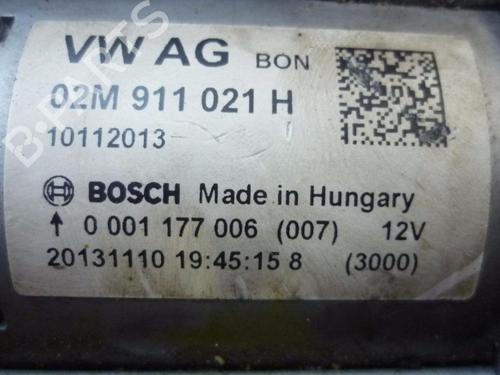 VW AG BON
02M 911 021 H
10112013
BOSCH Made in Hungary
↑ 0 001 177 006 (007) 12V
20131110 19:45:15 8 (3000)
B-PARTS